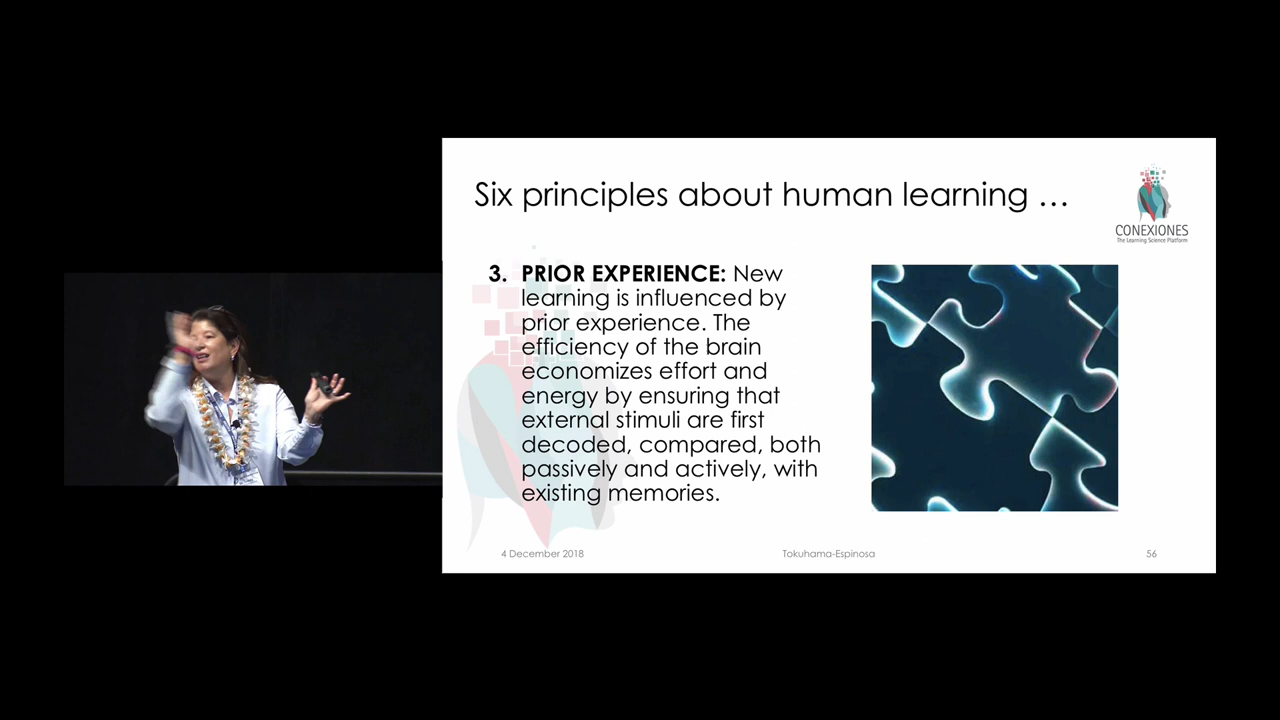 Six principles about human learning …
CONEXIONES
The Learning Science Platform
3. PRIOR EXPERIENCE: New
learning is influenced by
prior experience. The
efficiency of the brain
economizes effort and
energy by ensuring that
external stimuli are first
decoded, compared, both
passively and actively, with
existing memories.
4 December 2018
Tokuhama-Espinosa
56